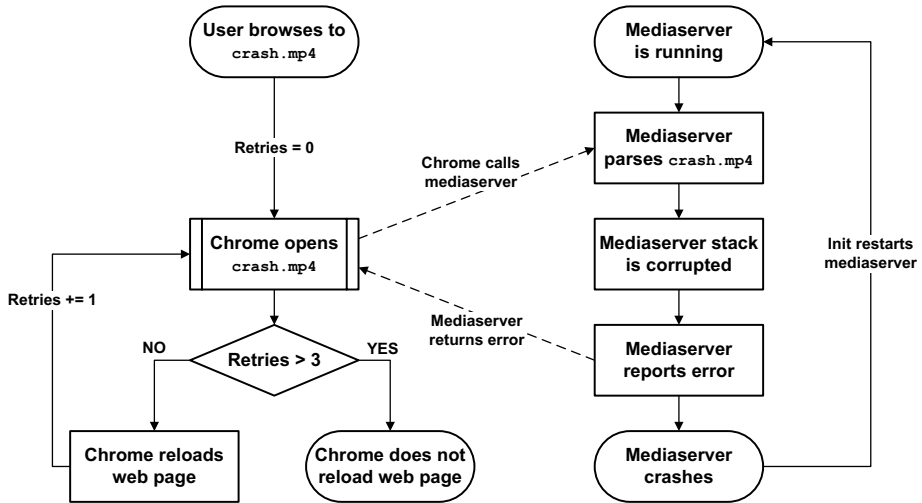 User browses to
crash.mp4
Mediaserver
is running
Retries = 0
Chrome calls
mediaserver
Mediaserver
parses crash.mp4
Chrome opens
crash.mp4
Mediaserver stack
is corrupted
Init restarts
mediaserver
Retries += 1
Mediaserver
returns error
NO
Retries > 3
YES
Mediaserver
reports error
Chrome reloads
web page
Chrome does not
reload web page
Mediaserver
crashes